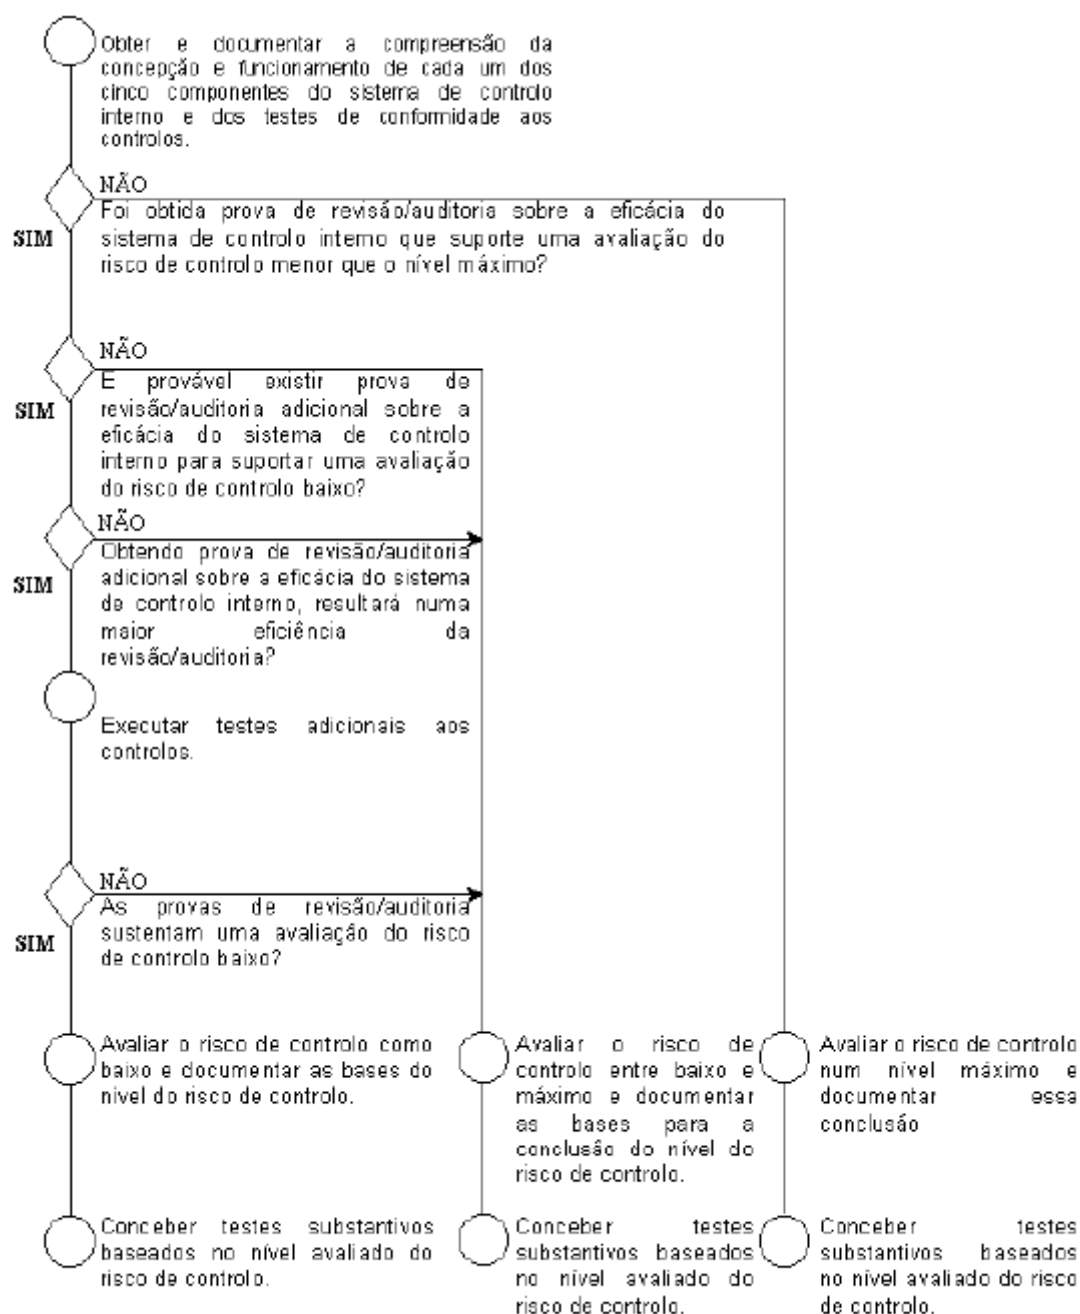 Obter e documentar a compreensão da
concepção e funcionamento de cada um dos
cinco componentes do sistema de controlo
interno e dos testes de conformidade aos
controlos.
NÃO
Foi obtida prova de revisão/auditoria sobre a eficácia do
SIM
sistema de controlo interno que suporte uma avaliação do
risco de controlo menor que o nível máximo?
NÃO
É provável existir prova de
SIM
revisão/auditoria adicional sobre a
eficácia do sistema de controlo
interno para suportar uma avaliação
do risco de controlo baixo?
NÃO
Obtendo prova de revisão/auditoria
SIM
adicional sobre a eficácia do sistema
de controlo interno, resultará numa
maior eficiência da
revisão/auditoria?
Executar testes adicionais aos
controlos.
NÃO
As provas de revisão/auditoria
SIM
sustentam uma avaliação do risco
de controlo baixo?
Avaliar o risco de controlo como
baixo e documentar as bases do
nível do risco de controlo.
Avaliar o risco de
controlo entre baixo e
máximo e documentar
as bases para a
conclusão do nível do
risco de controlo.
Avaliar o risco de controlo
num nível máximo e
documentar essa
conclusão
Conceber testes substantivos
baseados no nível avaliado do
risco de controlo.
Conceber testes
substantivos baseados
no nível avaliado do
risco de controlo.
Conceber testes
substantivos baseados
no nível avaliado do risco
de controlo.